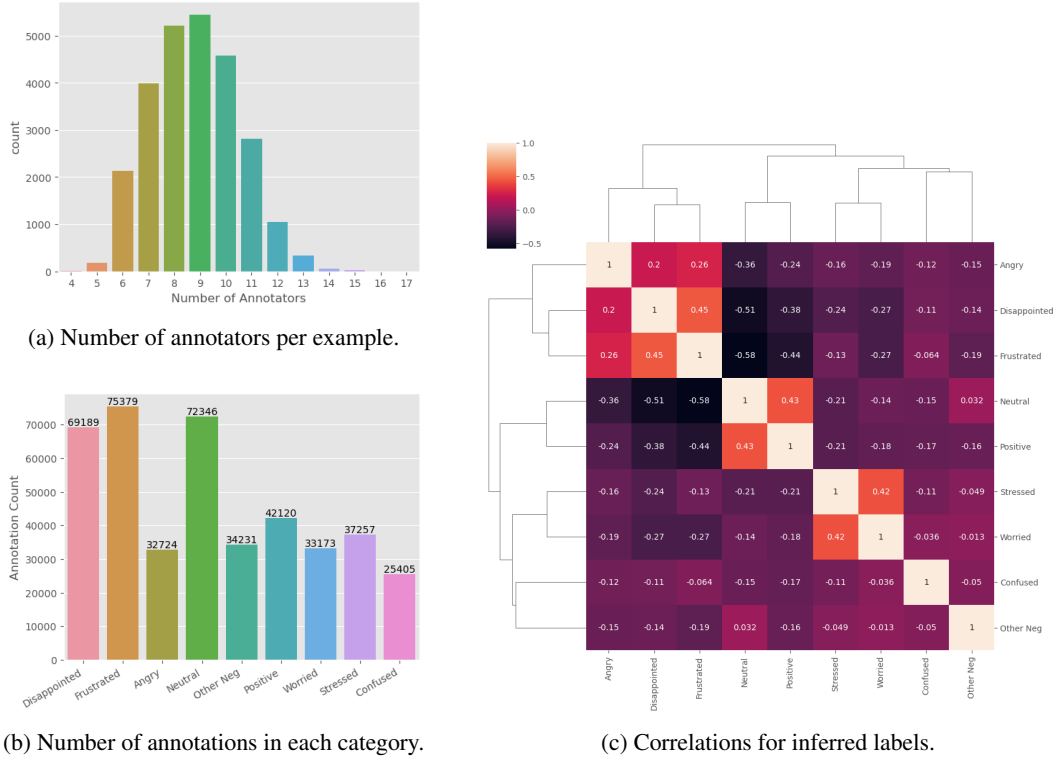 5000
4000
3000
2000
1000
0
count
4 5 6 7 8 9 10 11 12 13 14 15 16 17
Number of Annotators
(a) Number of annotators per example.
70000
60000
50000
40000
30000
20000
10000
0
Annotation Count
69189 75379 32724 72346 34231 42120 33173 37257 25405
Disappointed Frustrated Angry Neutral Other Neg Positive Worried Stressed Confused
(b) Number of annotations in each category.
1.0
0.5
0.0
−0.5
1 0.2 0.26 -0.36 -0.24 -0.16 -0.19 -0.12 -0.15 Angry
0.2 1 0.45 -0.51 -0.38 -0.24 -0.27 -0.11 -0.14 Disappointed
0.26 0.45 1 -0.58 -0.44 -0.13 -0.27 -0.064 -0.19 Frustrated
-0.36 -0.51 -0.58 1 0.43 -0.21 -0.14 -0.15 0.032 Neutral
-0.24 -0.38 -0.44 0.43 1 -0.21 -0.18 -0.17 -0.16 Positive
-0.16 -0.24 -0.13 -0.21 -0.21 1 0.42 -0.11 -0.049 Stressed
-0.19 -0.27 -0.27 -0.14 -0.18 0.42 1 -0.036 -0.013 Worried
-0.12 -0.11 -0.064 -0.15 -0.17 -0.11 -0.036 1 -0.05 Confused
-0.15 -0.14 -0.19 0.032 -0.16 -0.049 -0.013 -0.05 1 Other Neg
Angry Disappointed Frustrated Neutral Positive Stressed Worried Confused Other Neg
(c) Correlations for inferred labels.